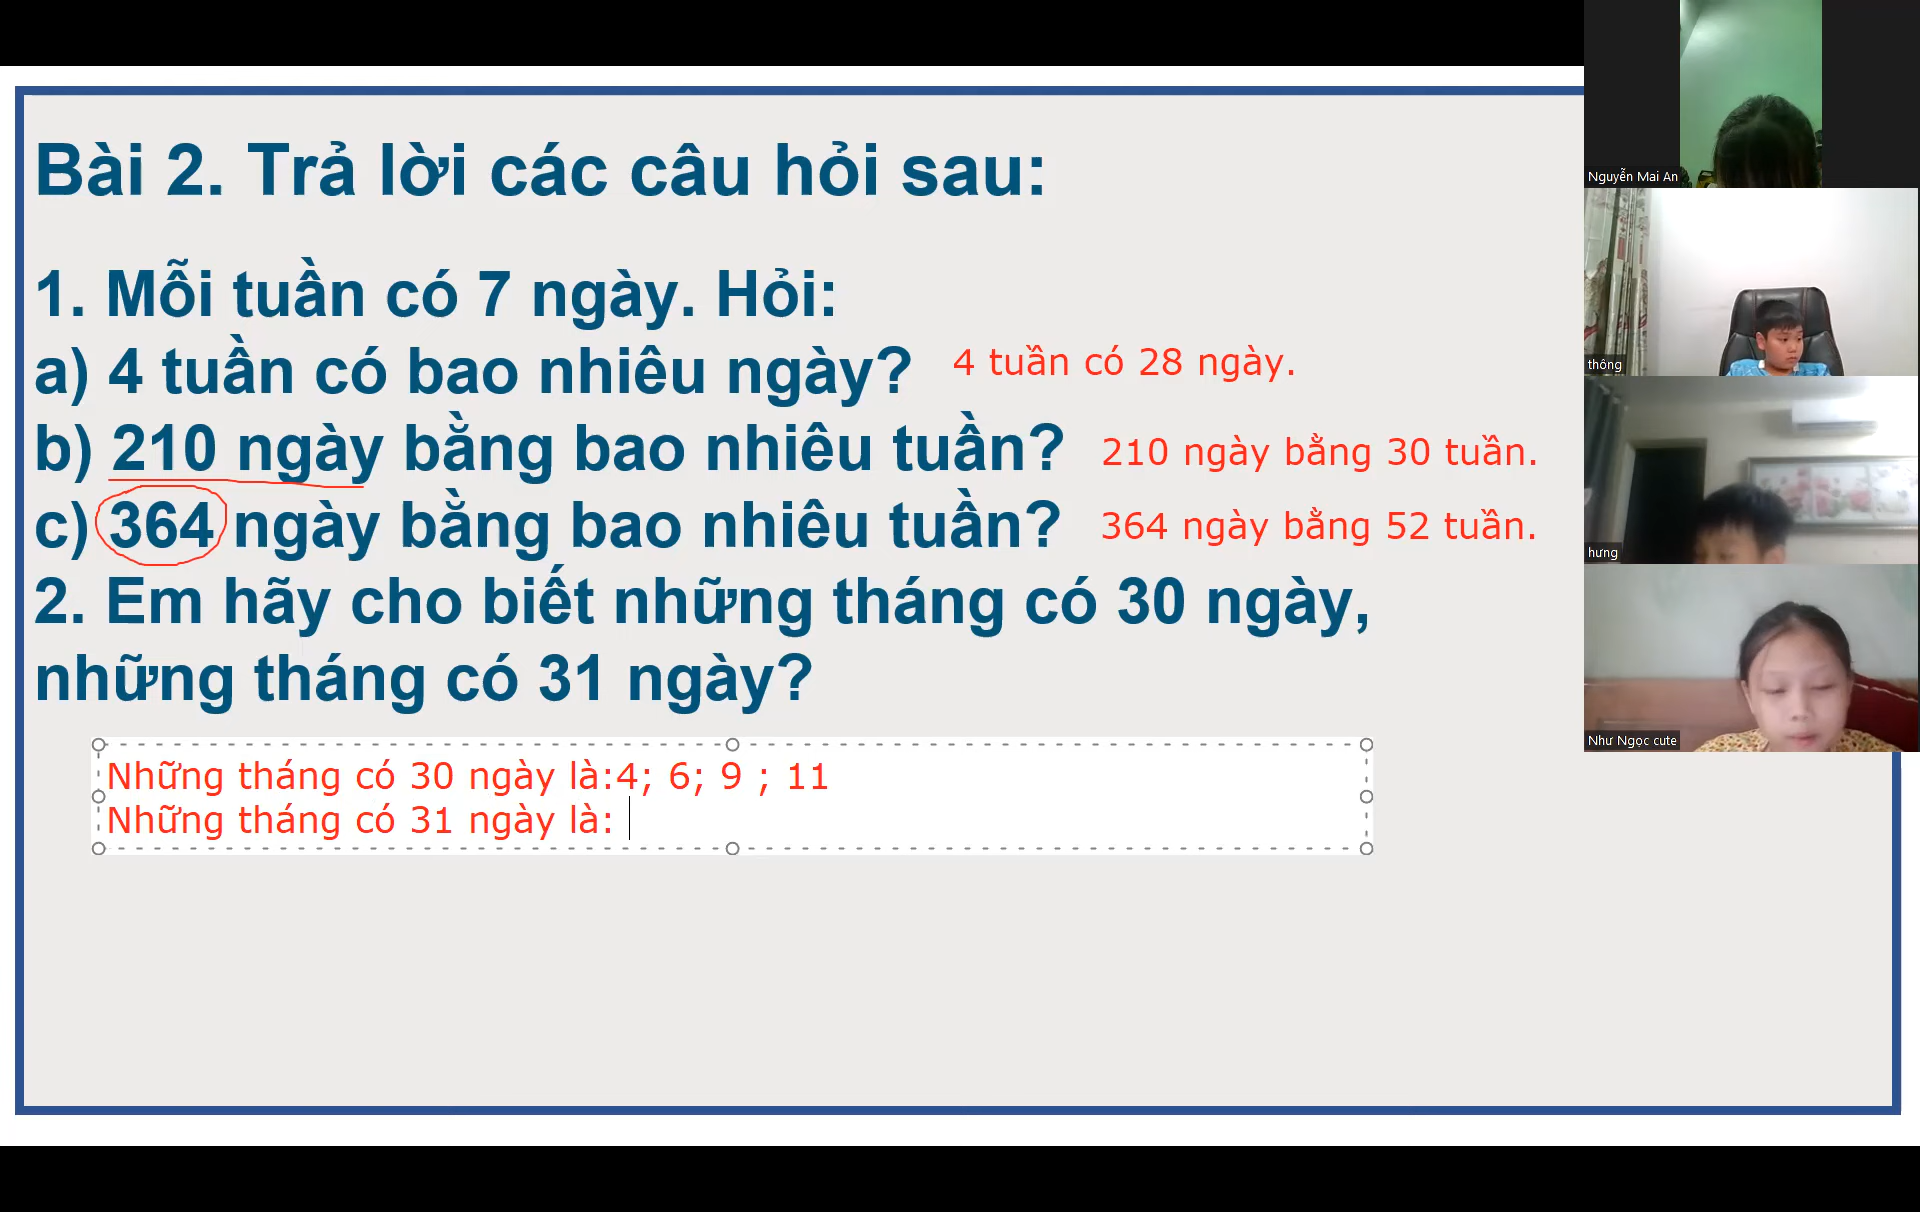 Bài 2. Trả lời các câu hỏi sau:
1. Mỗi tuần có 7 ngày. Hỏi:
a) 4 tuần có bao nhiêu ngày? 4 tuần có 28 ngày.
b) 210 ngày bằng bao nhiêu tuần? 210 ngày bằng 30 tuần.
c) 364 ngày bằng bao nhiêu tuần? 364 ngày bằng 52 tuần.
2. Em hãy cho biết những tháng có 30 ngày,
những tháng có 31 ngày?
Những tháng có 30 ngày là:4; 6; 9 ; 11
Những tháng có 31 ngày là:
Nguyễn Mai An
thông
hưng
Như Ngọc cute